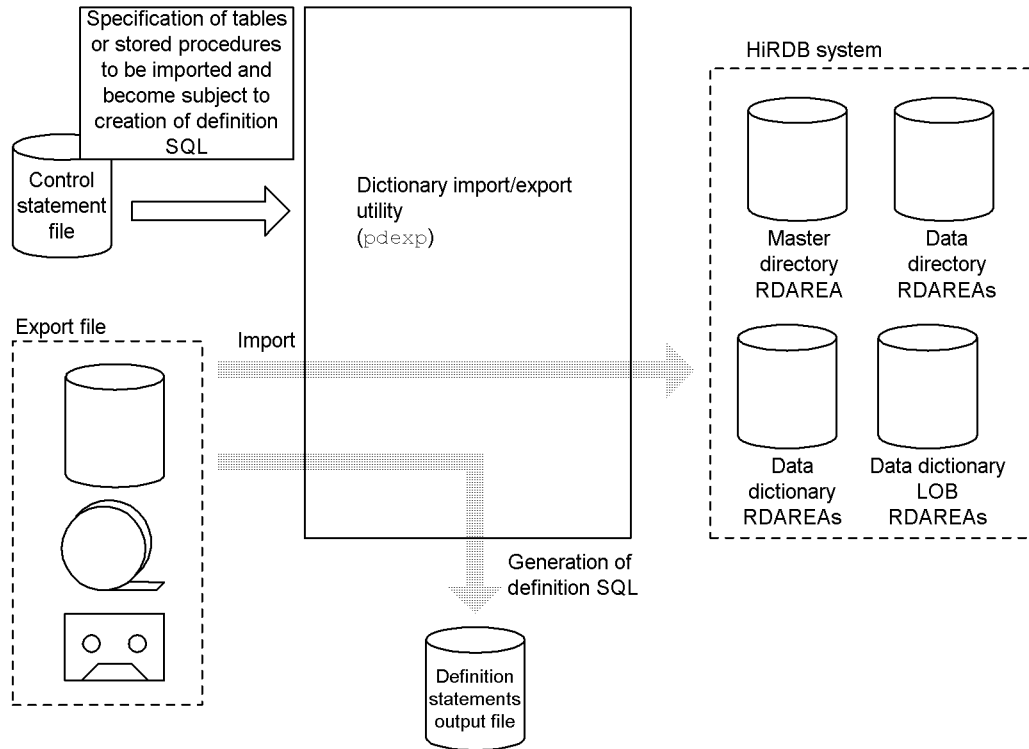 Specification of tables
or stored procedures
to be imported and
become subject to
creation of definition
SQL
Control
statement
file
Dictionary import/export
utility
(pdexp)
HiRDB system
Master
directory
RDAREA
Data
directory
RDAREAs
Data
dictionary
RDAREAs
Data dictionary
LOB
RDAREAs
Export file
Import
Generation of
definition SQL
Definition
statements
output file